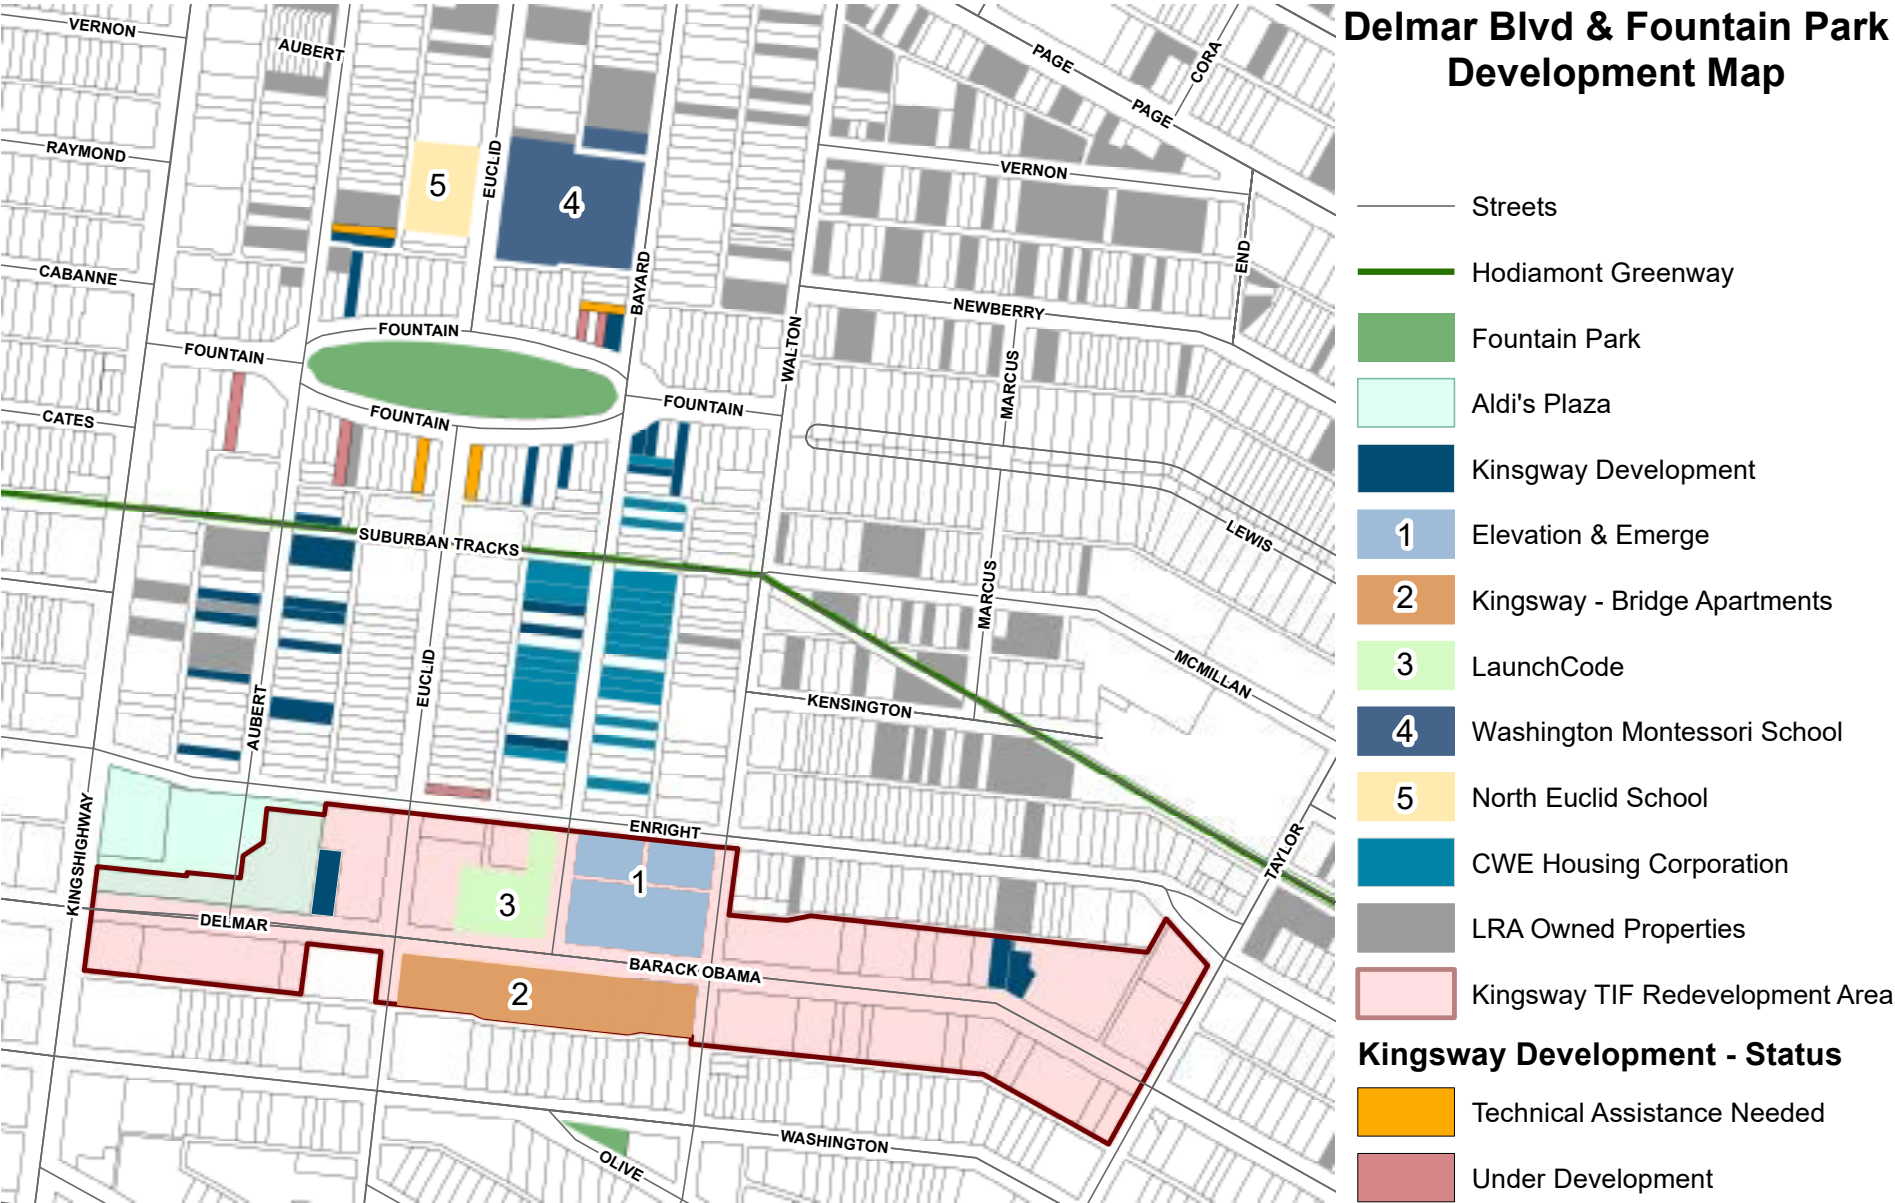 Delmar Blvd & Fountain Park
Development Map
Streets
Hodiamont Greenway
Fountain Park
Aldi's Plaza
Kinsgway Development
1 Elevation & Emerge
2 Kingsway - Bridge Apartments
3 LaunchCode
4 Washington Montessori School
5 North Euclid School
CWE Housing Corporation
LRA Owned Properties
Kingsway TIF Redevelopment Area
Kingsway Development - Status
Technical Assistance Needed
Under Development
VERNON
AUBERT
PAGE
CORA
PAGE
RAYMOND
EUCLID
VERNON
5
4
CABANNE
BAYARD
END
NEWBERRY
FOUNTAIN
FOUNTAIN
WALTON
MARCUS
CATES
FOUNTAIN
FOUNTAIN
SUBURBAN TRACKS
LEWIS
MARCUS
EUCLID
MCMILLAN
AUBERT
KENSINGTON
KINGSHIGHWAY
ENRIGHT
TAYLOR
1
3
DELMAR
BARACK OBAMA
2
WASHINGTON
OLIVE